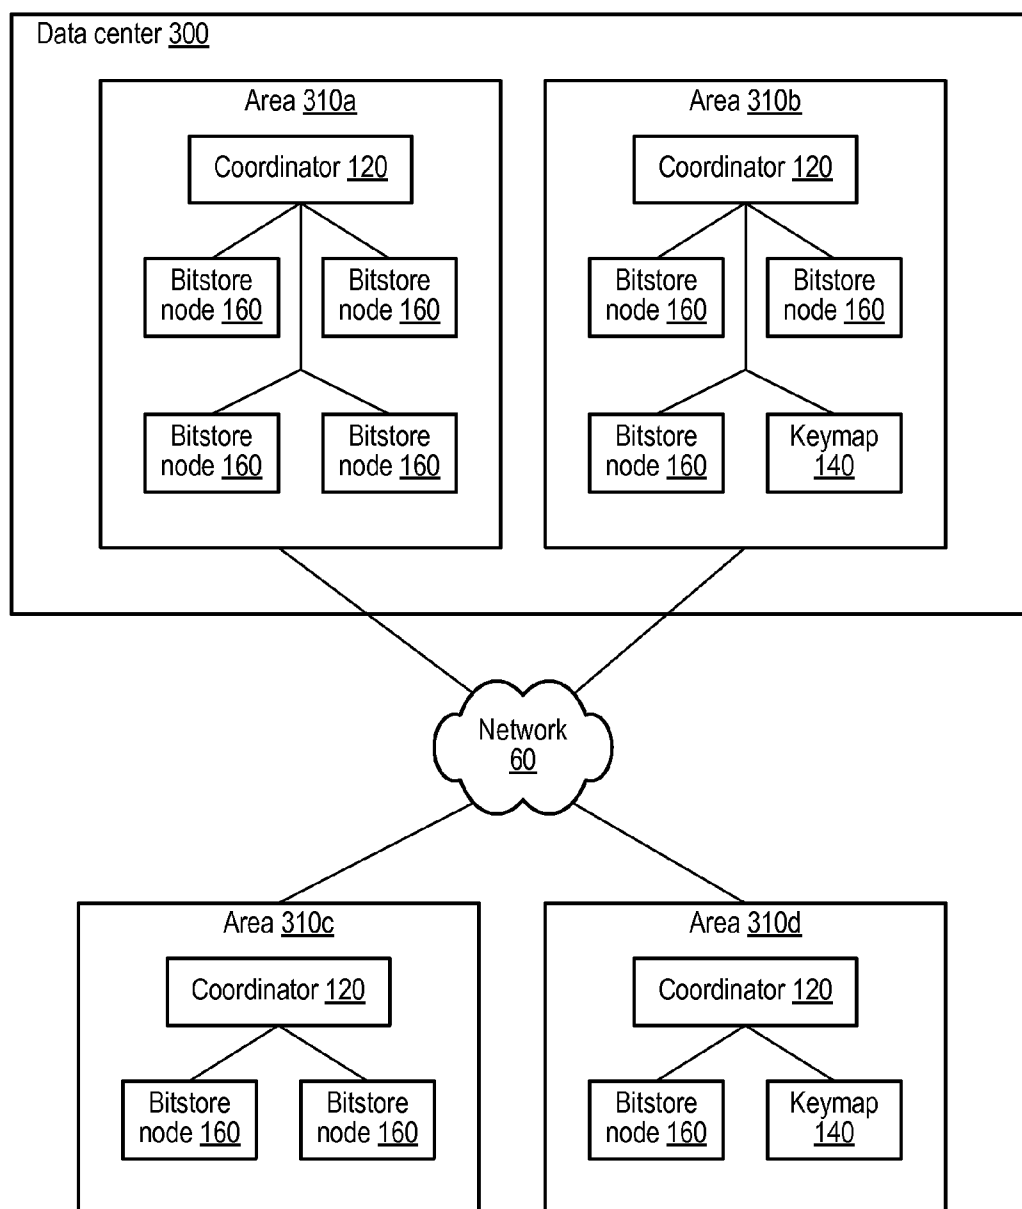 Data center 300
Area 310a
Coordinator 120
Bitstore
node 160
Bitstore
node 160
Bitstore
node 160
Bitstore
node 160
Area 310b
Coordinator 120
Bitstore
node 160
Bitstore
node 160
Bitstore
node 160
Keymap
140
Network
60
Area 310c
Coordinator 120
Bitstore
node 160
Bitstore
node 160
Area 310d
Coordinator 120
Bitstore
node 160
Keymap
140